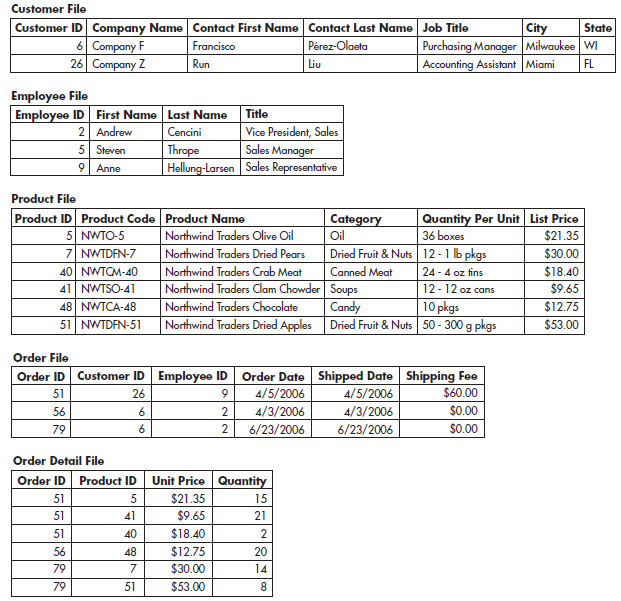 Customer File
Customer ID Company Name Contact First Name Contact Last Name Job Title City State
6 Company F Francisco Pérez-Olaeta Purchasing Manager Milwaukee WI
26 Company Z Run Liu Accounting Assistant Miami FL
Employee File
Employee ID First Name Last Name Title
2 Andrew Cencini Vice President, Sales
5 Steven Thrope Sales Manager
9 Anne Hellung-Larsen Sales Representative
Product File
Product ID Product Code Product Name Category Quantity Per Unit List Price
5 NWTO-5 Northwind Traders Olive Oil Oil 36 boxes $21.35
7 NWTDFN-7 Northwind Traders Dried Pears Dried Fruit & Nuts 12 - 1 lb pkgs $30.00
40 NWTCM-40 Northwind Traders Crab Meat Canned Meat 24 - 4 oz tins $18.40
41 NWTSO-41 Northwind Traders Clam Chowder Soups 12 - 12 oz cans $9.65
48 NWTCA-48 Northwind Traders Chocolate Candy 10 pkgs $12.75
51 NWTDFN-51 Northwind Traders Dried Apples Dried Fruit & Nuts 50 - 300 g pkgs $53.00
Order File
Order ID Customer ID Employee ID Order Date Shipped Date Shipping Fee
51 26 9 4/5/2006 4/5/2006 $60.00
56 6 2 4/3/2006 4/3/2006 $0.00
79 6 2 6/23/2006 6/23/2006 $0.00
Order Detail File
Order ID Product ID Unit Price Quantity
51 5 $21.35 15
51 41 $9.65 21
51 40 $18.40 2
56 48 $12.75 20
79 7 $30.00 14
79 51 $53.00 8